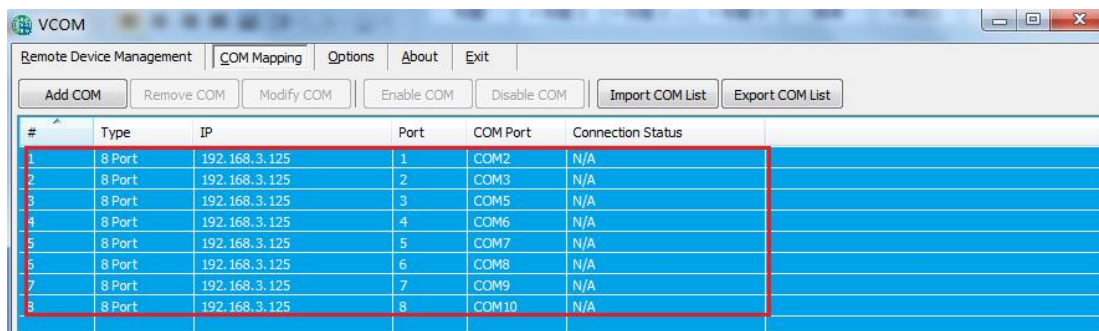 VCOM
Remote Device Management COM Mapping Options About Exit
Add COM Remove COM Modify COM Enable COM Disable COM Import COM List Export COM List
# Type IP Port COM Port Connection Status
1 8 Port 192.168.3.125 1 COM2 N/A
2 8 Port 192.168.3.125 2 COM3 N/A
3 8 Port 192.168.3.125 3 COM5 N/A
4 8 Port 192.168.3.125 4 COM6 N/A
5 8 Port 192.168.3.125 5 COM7 N/A
6 8 Port 192.168.3.125 6 COM8 N/A
7 8 Port 192.168.3.125 7 COM9 N/A
8 8 Port 192.168.3.125 8 COM10 N/A